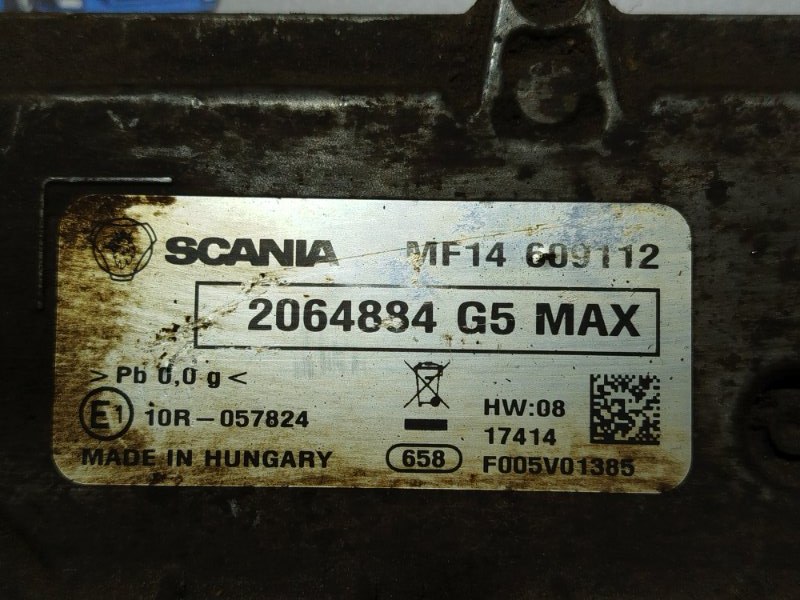 SCANIA MF14 609112
2064884 G5 MAX
> Pb 0,0 g <
E1 10R-057824
HW:08
17414
MADE IN HUNGARY 658 F005V01385